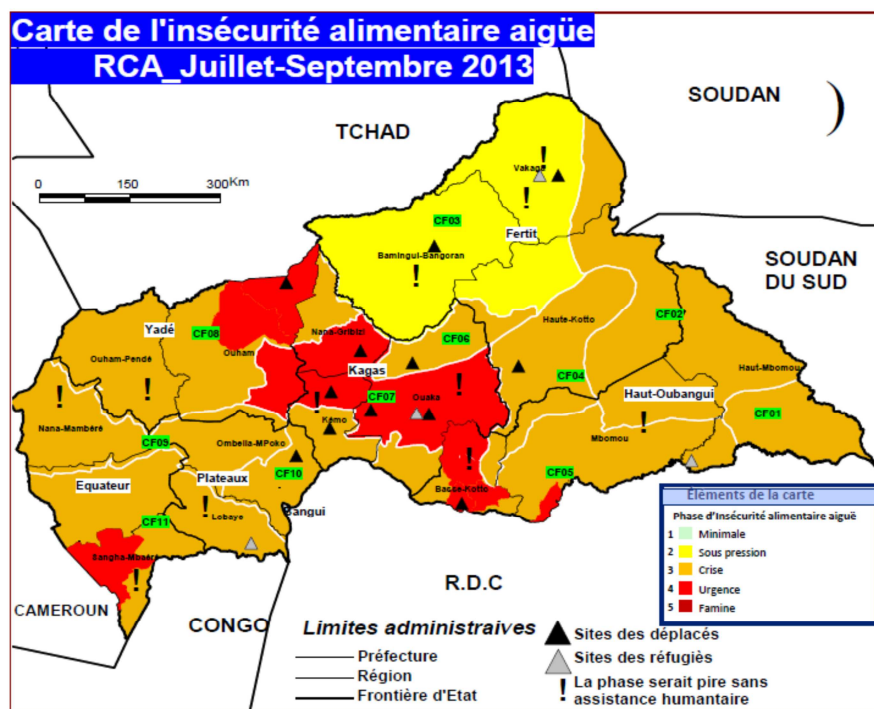 Carte de l'insécurité alimentaire aigüe
RCA_Juillet-Septembre 2013
SOUDAN
TCHAD
0 150 300 Km
Vakaga
CF03
Fertit
Bamingui-Bangoran
SOUDAN
DU SUD
Haute-Kotto
CF02
Yadé
CF08
Nana-Gribizi
CF06
Ouham-Pendé
Ouham
Kagas
Haut-Mbomou
CF04
Haut-Oubangui
CF07
Ouaka
CF01
Nana-Mambéré
Kémo
Mbomou
CF09
Ombella-MPoko
Plateaux
CF10
CF05
Equateur
Basse-Kotto
CF11
Lobaye
Bangui
Sangha-Mbaéré
Eléments de la carte
Phase d'Insécurité alimentaire aiguë
1 Minimale
2 Sous pression
3 Crise
4 Urgence
5 Famine
R.D.C
CAMEROUN
CONGO
Limites administraives
Préfecture
Région
Frontière d'Etat
Sites des déplacés
Sites des réfugiès
! La phase serait pire sans
assistance humantaire